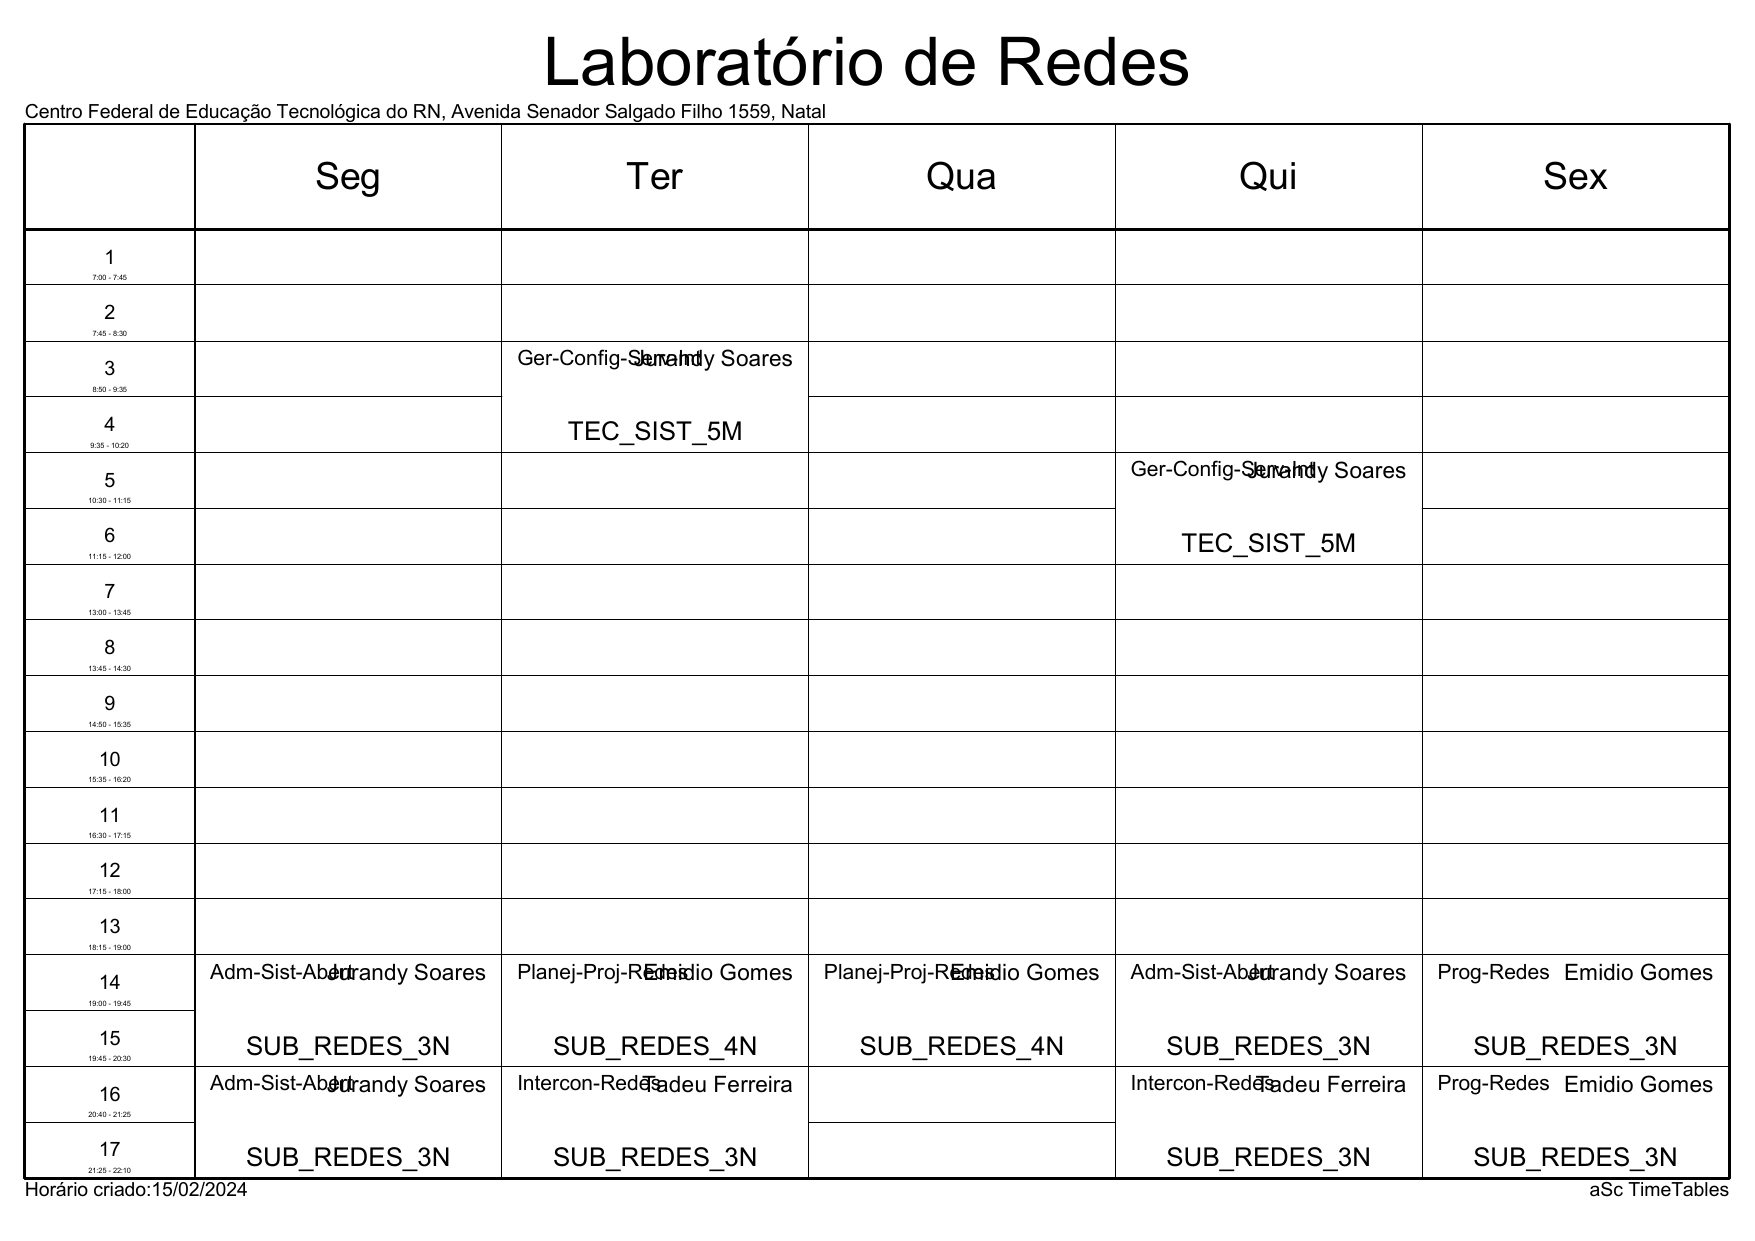 Laboratório de Redes
Centro Federal de Educação Tecnológica do RN, Avenida Senador Salgado Filho 1559, Natal
Seg Ter Qua Qui Sex
1
7:00 - 7:45
2
7:45 - 8:30
3
8:50 - 9:35
Ger-Config-Serv-Int Jurandy Soares
4
9:35 - 10:20
TEC_SIST_5M
5
10:30 - 11:15
Ger-Config-Serv-Int Jurandy Soares
6
11:15 - 12:00
TEC_SIST_5M
7
13:00 - 13:45
8
13:45 - 14:30
9
14:50 - 15:35
10
15:35 - 16:20
11
16:30 - 17:15
12
17:15 - 18:00
13
18:15 - 19:00
14
19:00 - 19:45
Adm-Sist-Abert Jurandy Soares Planej-Proj-Redes Emidio Gomes Planej-Proj-Redes Emidio Gomes Adm-Sist-Abert Jurandy Soares Prog-Redes Emidio Gomes
15
19:45 - 20:30
SUB_REDES_3N SUB_REDES_4N SUB_REDES_4N SUB_REDES_3N SUB_REDES_3N
16
20:40 - 21:25
Adm-Sist-Abert Jurandy Soares Intercon-Redes Tadeu Ferreira Intercon-Redes Tadeu Ferreira Prog-Redes Emidio Gomes
17
21:25 - 22:10
SUB_REDES_3N SUB_REDES_3N SUB_REDES_3N SUB_REDES_3N
Horário criado:15/02/2024 aSc TimeTables